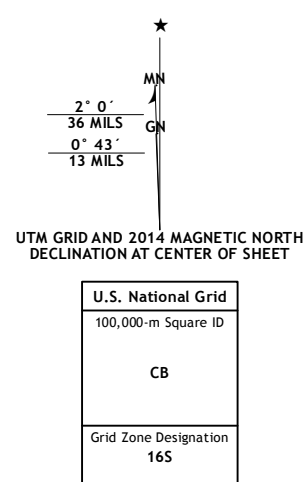 ★
MN
2° 0´
36 MILS
GN
0° 43´
13 MILS
UTM GRID AND 2014 MAGNETIC NORTH
DECLINATION AT CENTER OF SHEET
U.S. National Grid
100,000-m Square ID
CB
Grid Zone Designation
16S